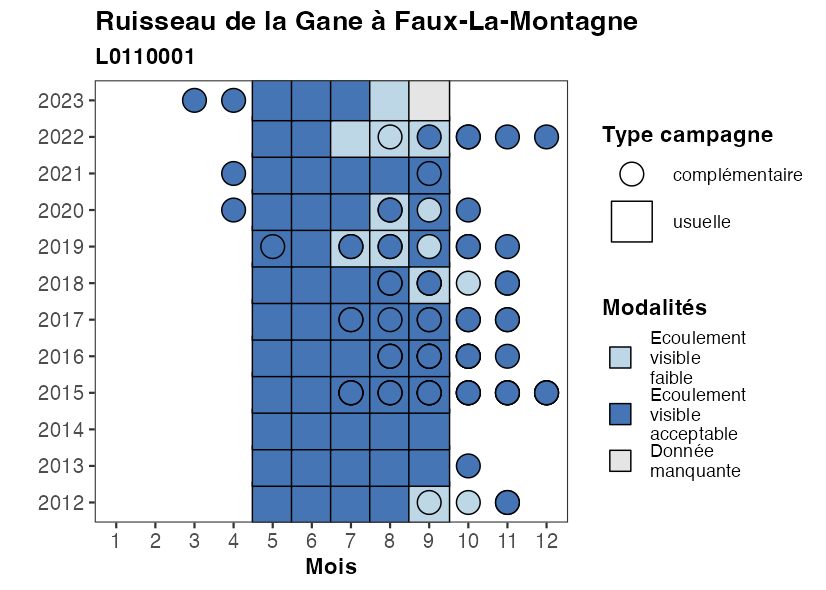 Ruisseau de la Gane à Faux-La-Montagne
L0110001
2023
2022
2021
2020
2019
2018
2017
2016
2015
2014
2013
2012
1 2 3 4 5 6 7 8 9 10 11 12
Mois
Type campagne
complémentaire
usuelle
Modalités
Ecoulement
visible
faible
Ecoulement
visible
acceptable
Donnée
manquante